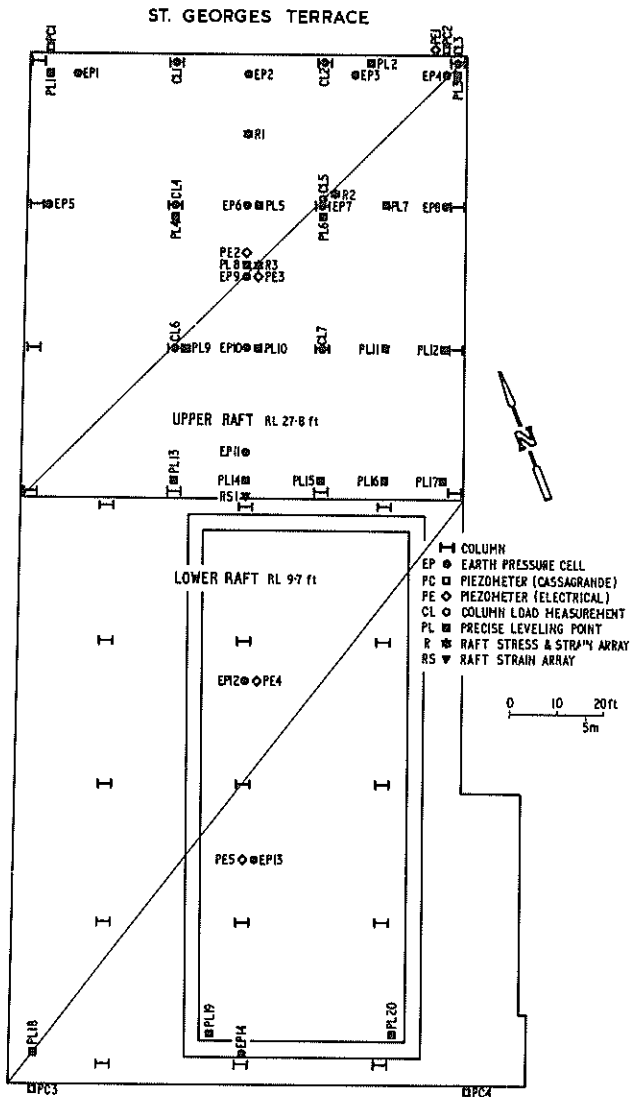 ST. GEORGES TERRACE
PC1
PE1
PC2
CL3
PL1
EP1
CL1
EP2
CL2
PL2
EP3
EP4
PL3
R1
EP5
CL4
PL4
EP6
PL5
CL5
R2
EP7
PL6
PL7
EP8
PE2
PL8
R3
EP9
PE3
CL6
PL9
EP10
PL10
CL7
PL11
PL12
UPPER RAFT RL 27·8 ft
EP11
PL13
PL14
PL15
PL16
PL17
RS1
N
LOWER RAFT RL 9·7 ft
COLUMN
EP EARTH PRESSURE CELL
PC PIEZOMETER (CASSAGRANDE)
PE PIEZOMETER (ELECTRICAL)
CL COLUMN LOAD MEASUREMENT
PL PRECISE LEVELING POINT
R RAFT STRESS & STRAIN ARRAY
RS RAFT STRAIN ARRAY
0 10 20ft
5m
EP12
PE4
PE5
EP13
PL18
PL19
EP14
PL20
PC3
PC4